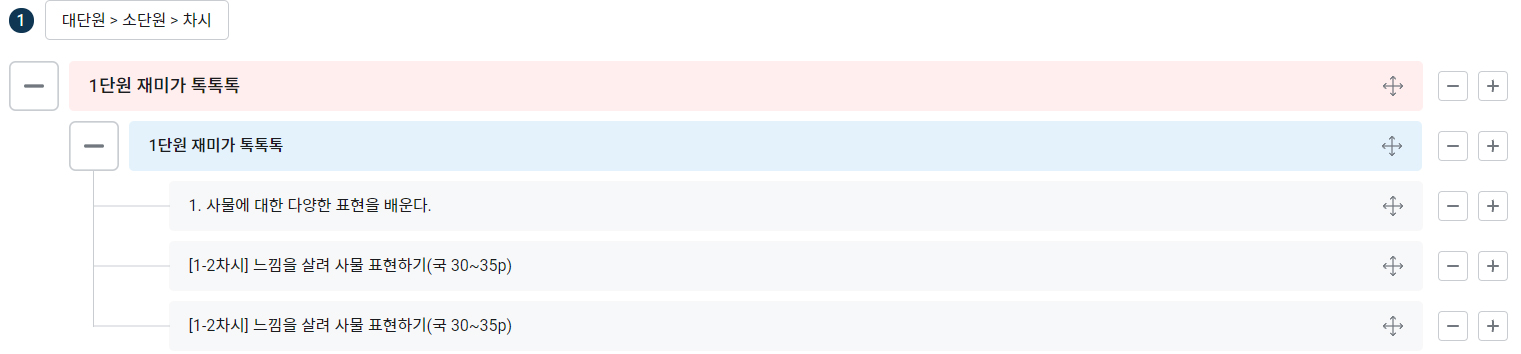 1 대단원 > 소단원 > 차시
1단원 재미가 톡톡톡
1단원 재미가 톡톡톡
1. 사물에 대한 다양한 표현을 배운다.
[1-2차시] 느낌을 살려 사물 표현하기(국 30~35p)
[1-2차시] 느낌을 살려 사물 표현하기(국 30~35p)